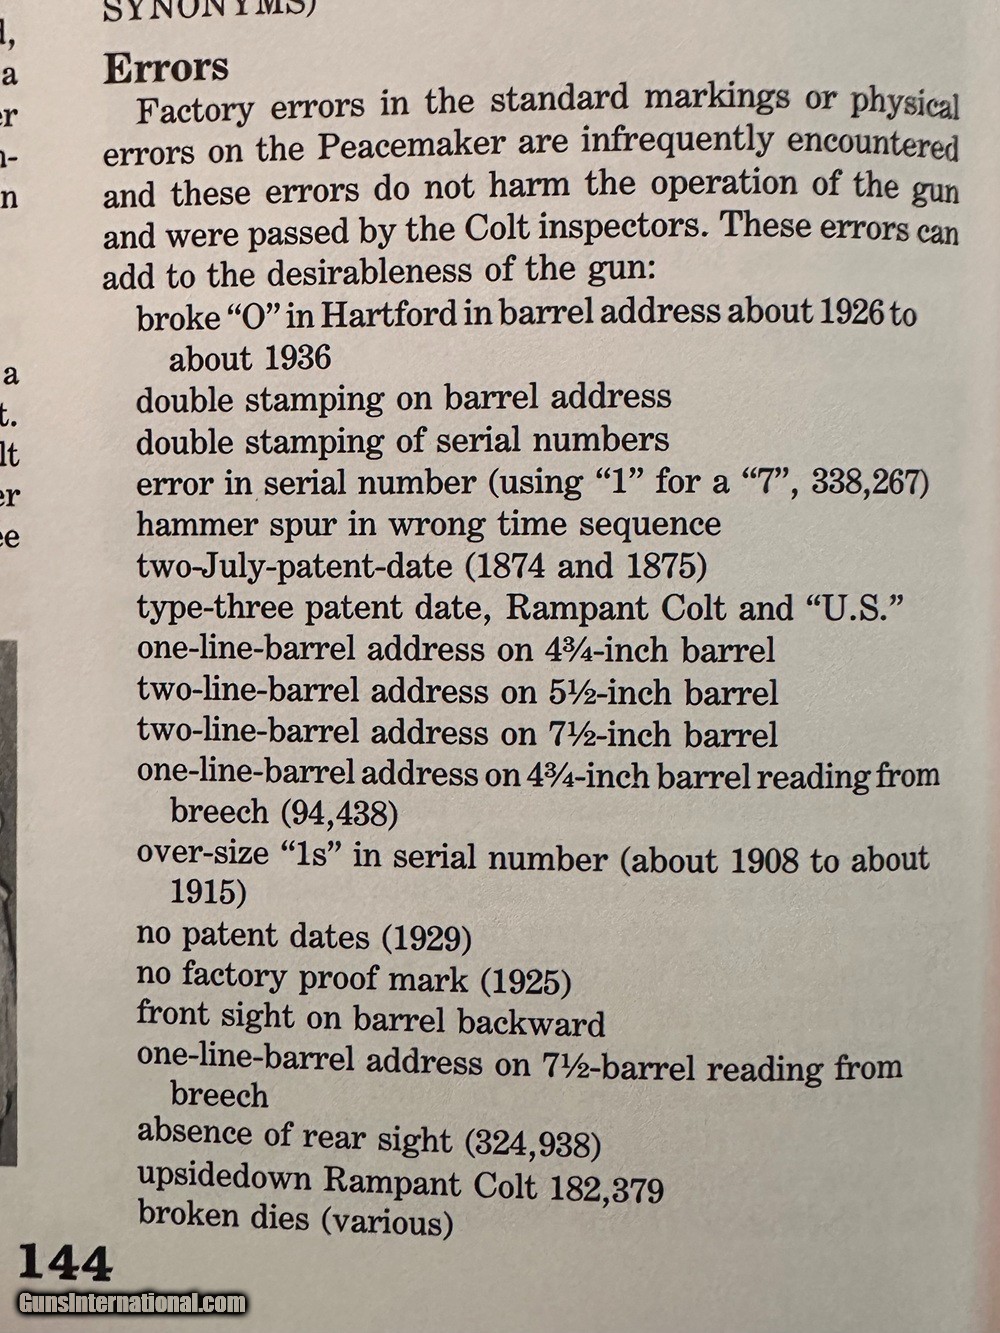 SYNONYMS)
Errors
Factory errors in the standard markings or physical
errors on the Peacemaker are infrequently encountered
and these errors do not harm the operation of the gun
and were passed by the Colt inspectors. These errors can
add to the desirableness of the gun:
broke “O” in Hartford in barrel address about 1926 to
about 1936
double stamping on barrel address
double stamping of serial numbers
error in serial number (using “1” for a “7”, 338,267)
hammer spur in wrong time sequence
two-July-patent-date (1874 and 1875)
type-three patent date, Rampant Colt and “U.S.”
one-line-barrel address on 4¾-inch barrel
two-line-barrel address on 5½-inch barrel
two-line-barrel address on 7½-inch barrel
one-line-barrel address on 4¾-inch barrel reading from
breech (94,438)
over-size “1s” in serial number (about 1908 to about
1915)
no patent dates (1929)
no factory proof mark (1925)
front sight on barrel backward
one-line-barrel address on 7½-barrel reading from
breech
absence of rear sight (324,938)
upsidedown Rampant Colt 182,379
broken dies (various)
144
GunsInternational.com